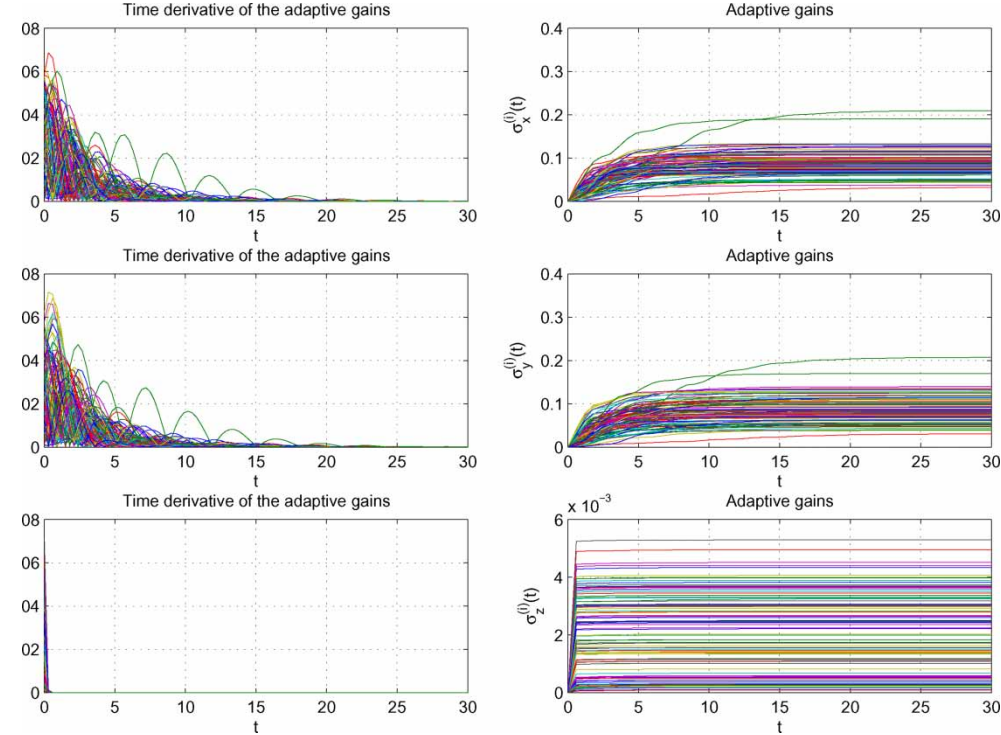 Time derivative of the adaptive gains
08
06
04
02
0
0 5 10 15 20 25 30
t
Adaptive gains
σx(i)(t)
0.4
0.3
0.2
0.1
0
0 5 10 15 20 25 30
t
Time derivative of the adaptive gains
08
06
04
02
0
0 5 10 15 20 25 30
t
Adaptive gains
σy(i)(t)
0.4
0.3
0.2
0.1
0
0 5 10 15 20 25 30
t
Time derivative of the adaptive gains
08
06
04
02
0
0 5 10 15 20 25 30
t
Adaptive gains
x 10⁻³
σz(i)(t)
6
4
2
0
0 5 10 15 20 25 30
t